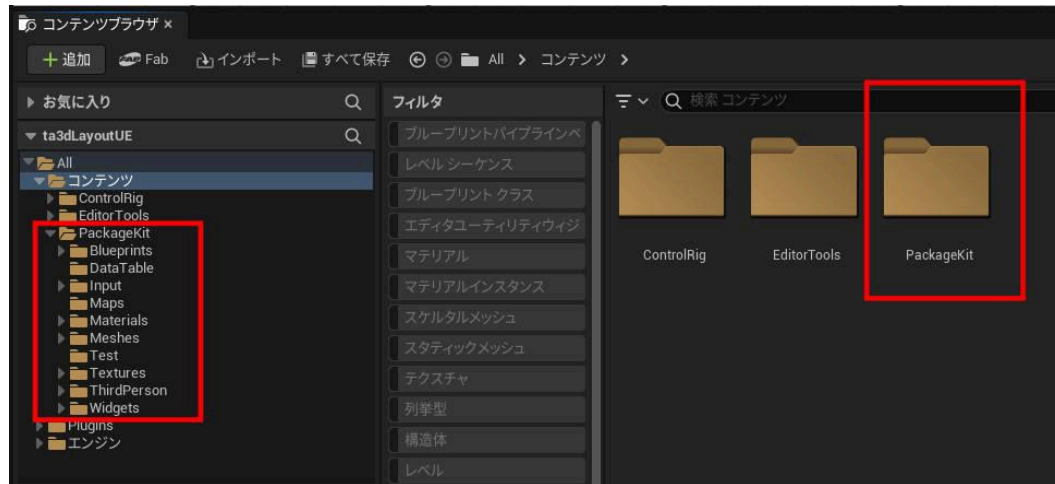 コンテンツブラウザ ×
+ 追加 Fab インポート すべて保存 All > コンテンツ >
お気に入り
ta3dLayoutUE
All
コンテンツ
ControlRig
EditorTools
PackageKit
Blueprints
DataTable
Input
Maps
Materials
Meshes
Test
Textures
ThirdPerson
Widgets
Plugins
エンジン
フィルタ
ブループリントパイプラインベ
レベル シーケンス
ブループリント クラス
エディタユーティリティウィジ
マテリアル
マテリアルインスタンス
スケルタルメッシュ
スタティックメッシュ
テクスチャ
列挙型
構造体
レベル
検索 コンテンツ
ControlRig
EditorTools
PackageKit